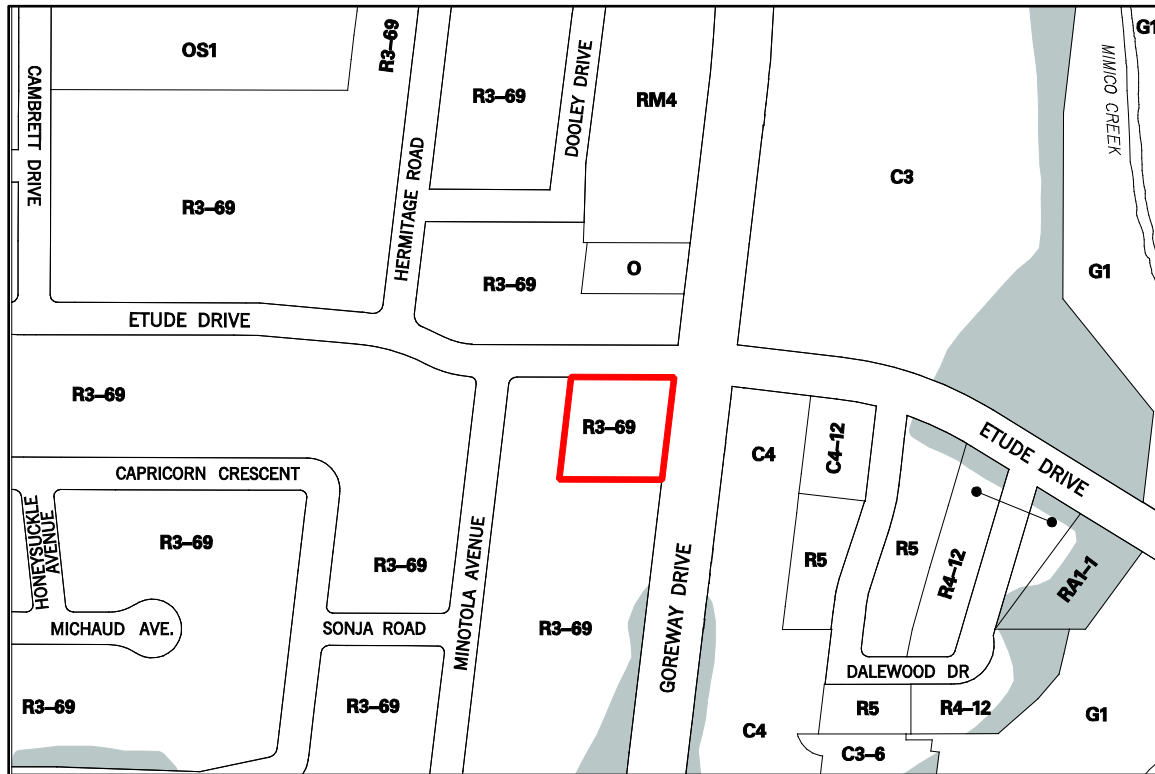 OS1
R3–69
R3–69
DOOLEY DRIVE
RM4
G1
MIMICO CREEK
CAMBRETT DRIVE
HERMITAGE ROAD
C3
R3–69
R3–69
O
G1
ETUDE DRIVE
R3–69
R3–69
C4
C4–12
ETUDE DRIVE
CAPRICORN CRESCENT
HONEYSUCKLE
AVENUE
R3–69
R3–69
MINOTOLA AVENUE
R5
R5
R4–12
RA1–1
MICHAUD AVE.
SONJA ROAD
R3–69
GOREWAY DRIVE
DALEWOOD DR
R3–69
R3–69
C4
R5
R4–12
G1
C3–6